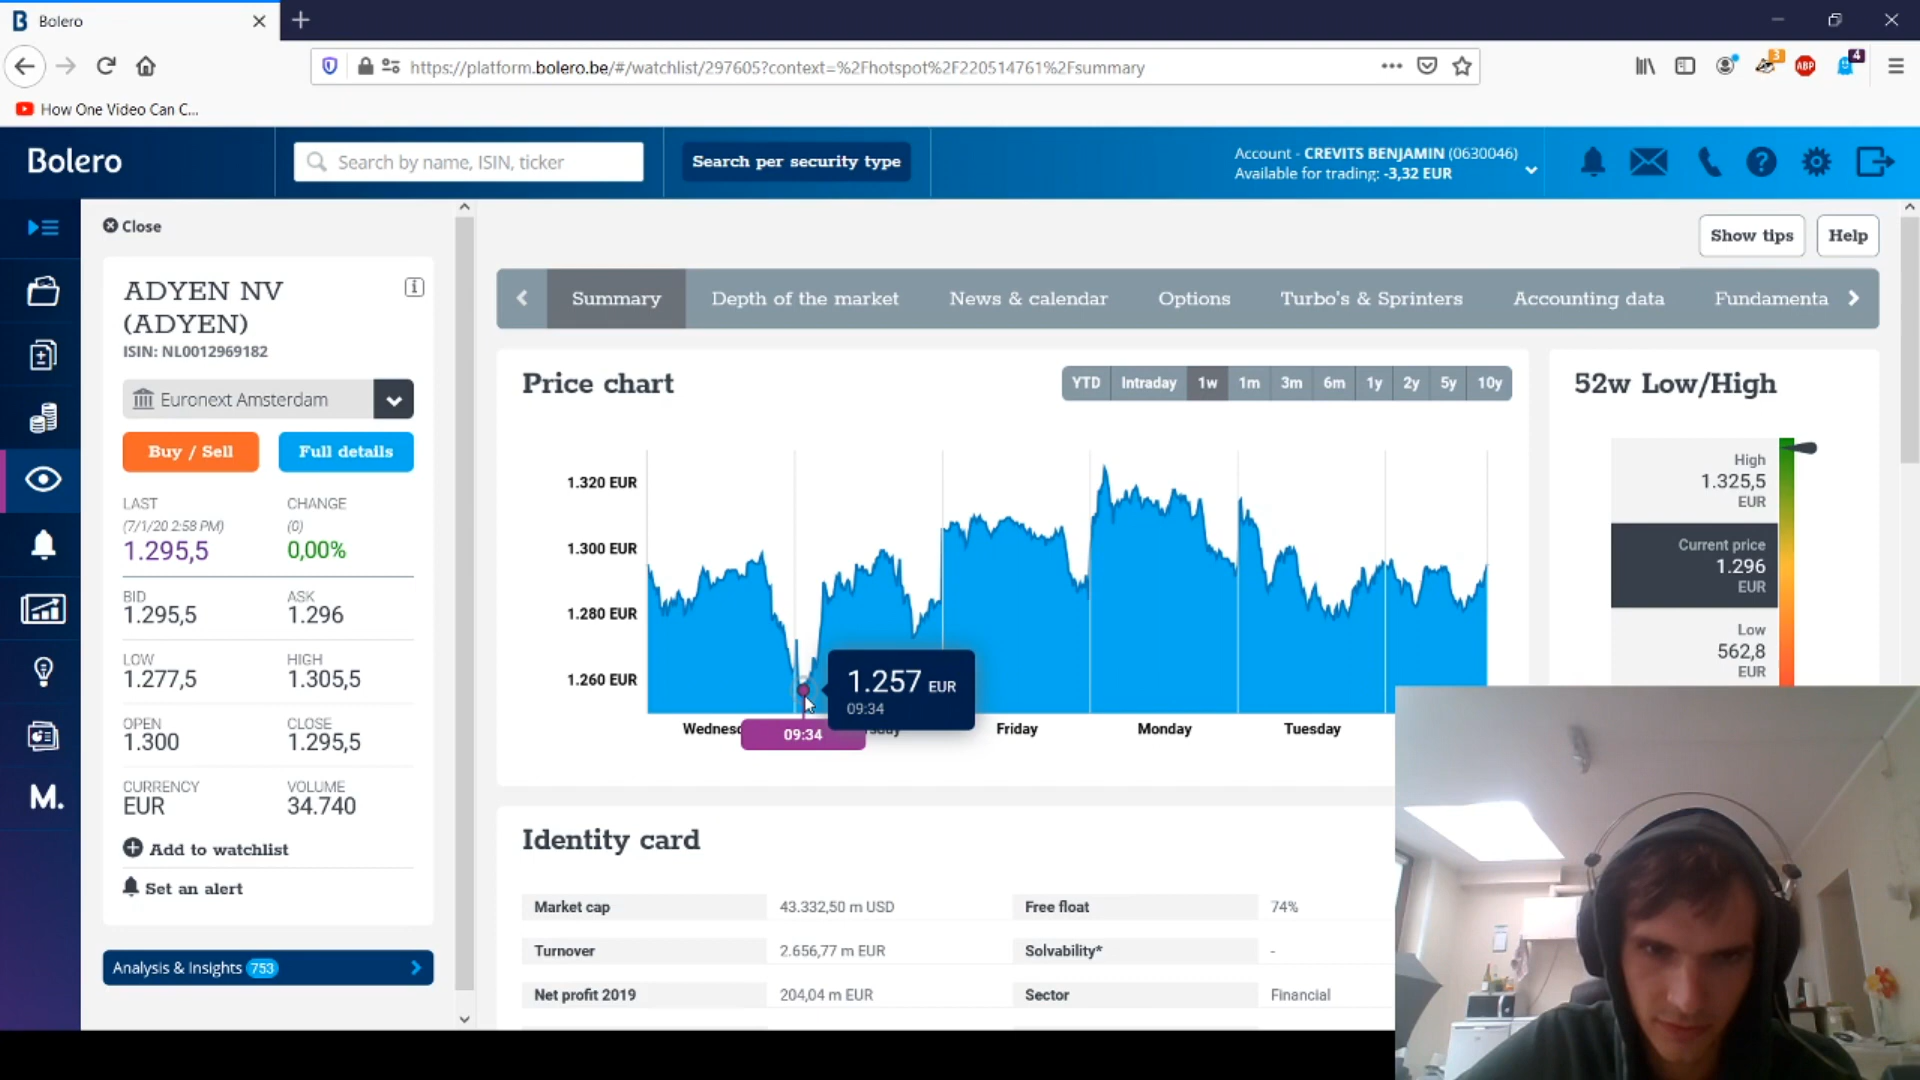 Bolero
https://platform.bolero.be/#/watchlist/297605?context=%2Fhotspot%2F220514761%2Fsummary
3
ABP
4
How One Video Can C...
Bolero
Search by name, ISIN, ticker
Search per security type
Account - CREVITS BENJAMIN (0630046)
Available for trading: -3,32 EUR
Close
Show tips
Help
ADYEN NV
(ADYEN)
ISIN: NL0012969182
Euronext Amsterdam
Buy / Sell
Full details
LAST
CHANGE
(7/1/20 2:58 PM)
(0)
1.295,5
0,00%
BID
ASK
1.295,5
1.296
LOW
HIGH
1.277,5
1.305,5
OPEN
CLOSE
1.300
1.295,5
CURRENCY
VOLUME
EUR
34.740
Add to watchlist
Set an alert
Analysis & Insights 753
M.
Summary
Depth of the market
News & calendar
Options
Turbo's & Sprinters
Accounting data
Fundamenta
Price chart
YTD
Intraday
1w
1m
3m
6m
1y
2y
5y
10y
1.320 EUR
1.300 EUR
1.280 EUR
1.260 EUR
1.257 EUR
09:34
09:34
Friday
Monday
Tuesday
52w Low/High
High
1.325,5
EUR
Current price
1.296
EUR
Low
562,8
EUR
Identity card
Market cap
43.332,50 m USD
Free float
74%
Turnover
2.656,77 m EUR
Solvability*
-
Net profit 2019
204,04 m EUR
Sector
Financial